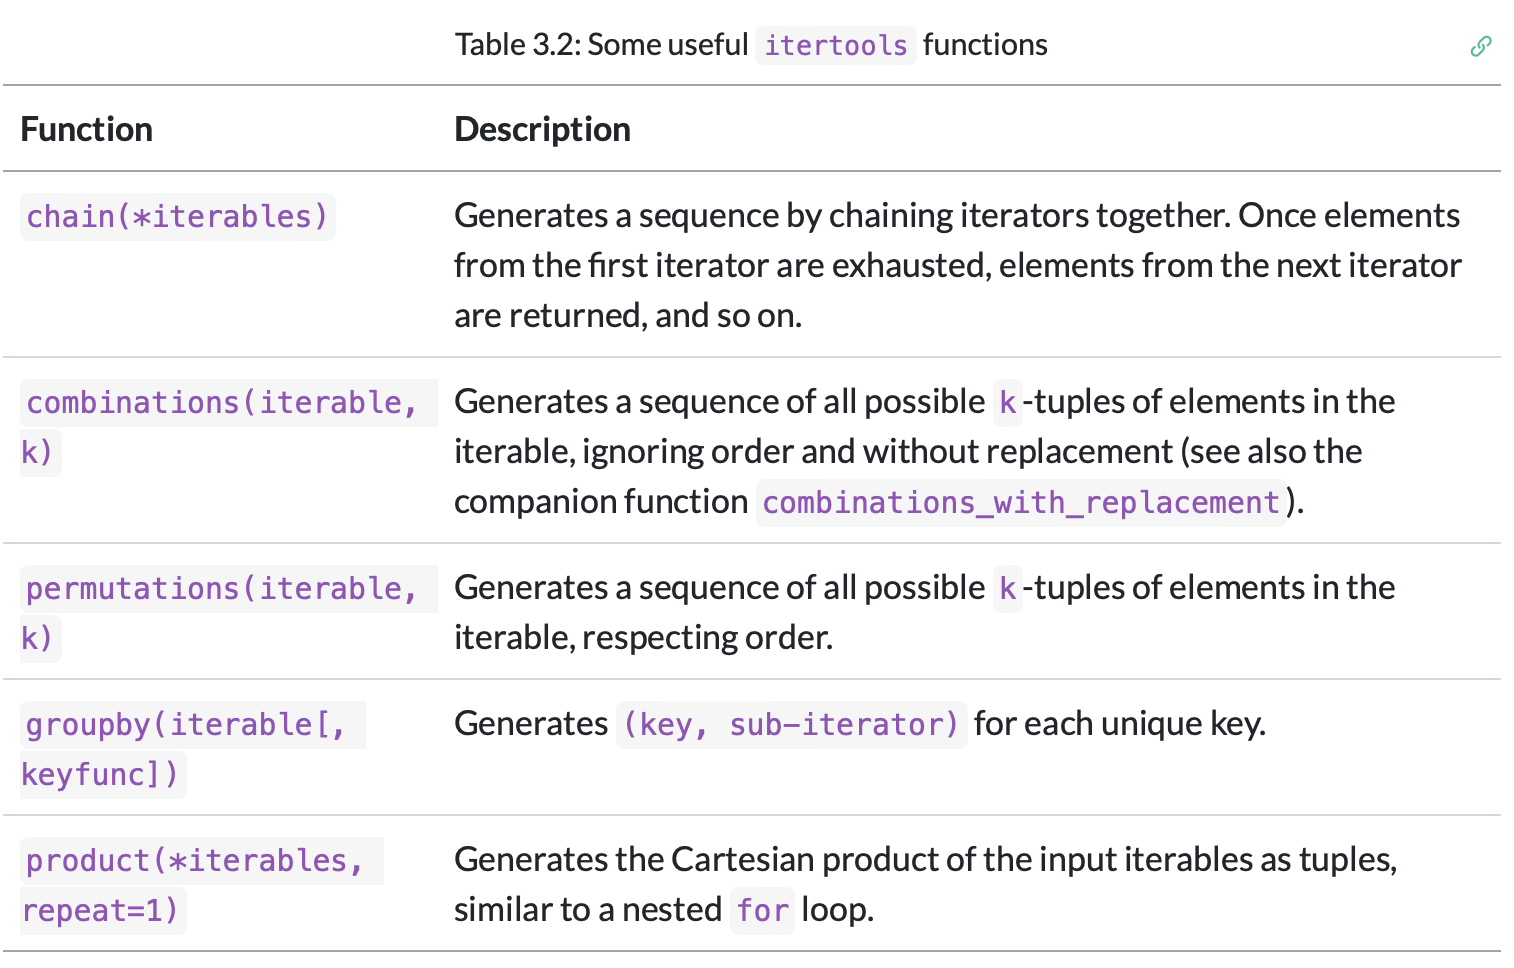 Table 3.2: Some useful itertools functions
Function Description
chain(*iterables) Generates a sequence by chaining iterators together. Once elements
from the first iterator are exhausted, elements from the next iterator
are returned, and so on.
combinations(iterable, Generates a sequence of all possible k-tuples of elements in the
k) iterable, ignoring order and without replacement (see also the
companion function combinations_with_replacement).
permutations(iterable, Generates a sequence of all possible k-tuples of elements in the
k) iterable, respecting order.
groupby(iterable[, Generates (key, sub-iterator) for each unique key.
keyfunc])
product(*iterables, Generates the Cartesian product of the input iterables as tuples,
repeat=1) similar to a nested for loop.